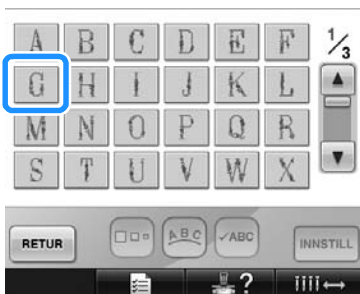 A B C D E F 1/3
G H I J K L
M N O P Q R
S T U V W X
RETUR ABC ✓ABC INNSTILL
?